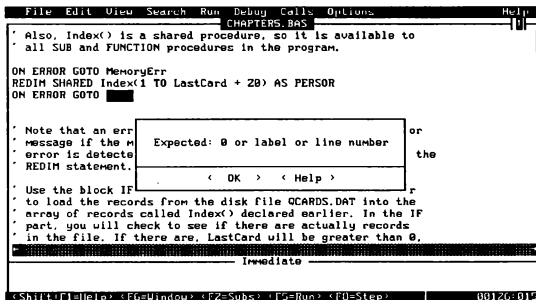 File Edit View Search Run Debug Calls Options Help
CHAPTER5.BAS
' Also, Index() is a shared procedure, so it is available to
' all SUB and FUNCTION procedures in the program.
ON ERROR GOTO MemoryErr
REDIM SHARED Index(1 TO LastCard + 20) AS PERSOR
ON ERROR GOTO
' Note that an err or
' message if the m
' error is detecte the
' REDIM statement.
Expected: 0 or label or line number
< OK > < Help >
' Use the block IF r
' to load the records from the disk file QCARDS.DAT into the
' array of records called Index() declared earlier. In the IF
' part, you will check to see if there are actually records
' in the file. If there are, LastCard will be greater than 0,
Immediate
<Shift+F1=Help> <F6=Window> <F2=Subs> <F5=Run> <F8=Step> 00126:015